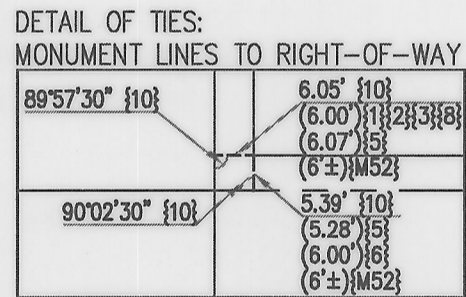 DETAIL OF TIES:
MONUMENT LINES TO RIGHT-OF-WAY
89°57'30" {10}
6.05' {10}
(6.00'){1}{2}{3}{8}
(6.07'){5}
(6'±){M52}
90°02'30" {10}
5.39' {10}
(5.28'){5}
(6.00'){6}
(6'±){M52}